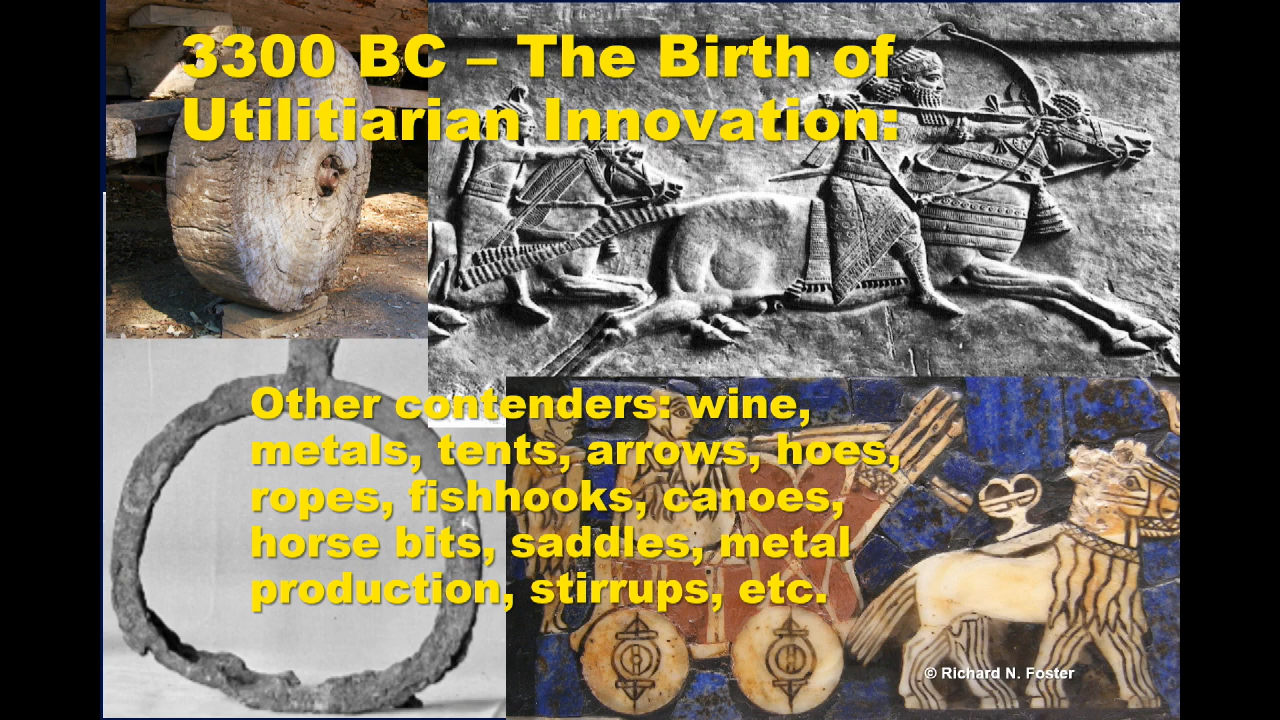 3300 BC – The Birth of
Utilitiarian Innovation:
Other contenders: wine,
metals, tents, arrows, hoes,
ropes, fishhooks, canoes,
horse bits, saddles, metal
production, stirrups, etc.
© Richard N. Foster